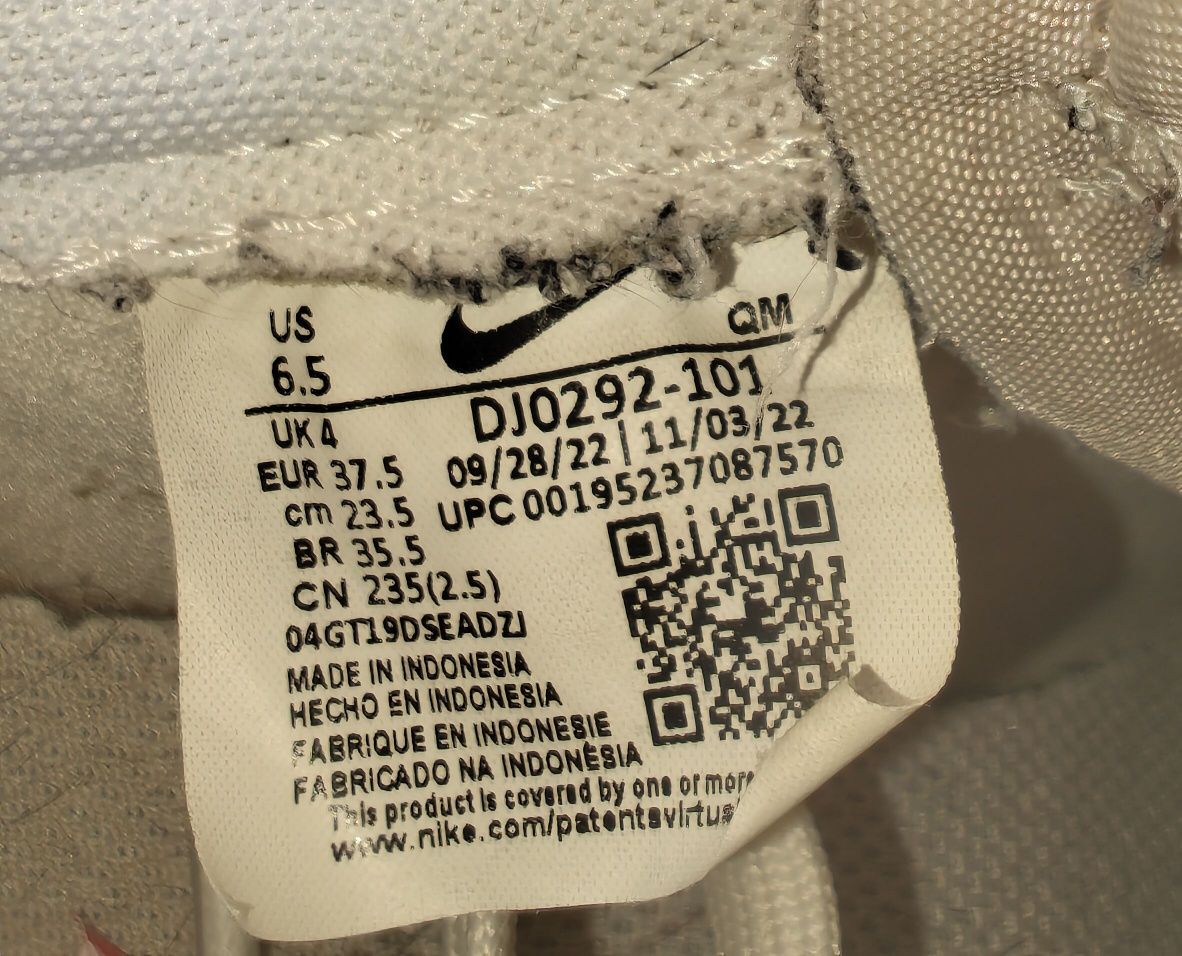 US
6.5
QM
UK 4
DJ0292-101
EUR 37.5
09/28/22 | 11/03/22
cm 23.5
UPC 00195237087570
BR 35.5
CN 235(2.5)
04GT19DSEADZJ
MADE IN INDONESIA
HECHO EN INDONESIA
FABRIQUE EN INDONESIE
FABRICADO NA INDONÉSIA
This product is covered by one or more
www.nike.com/patents